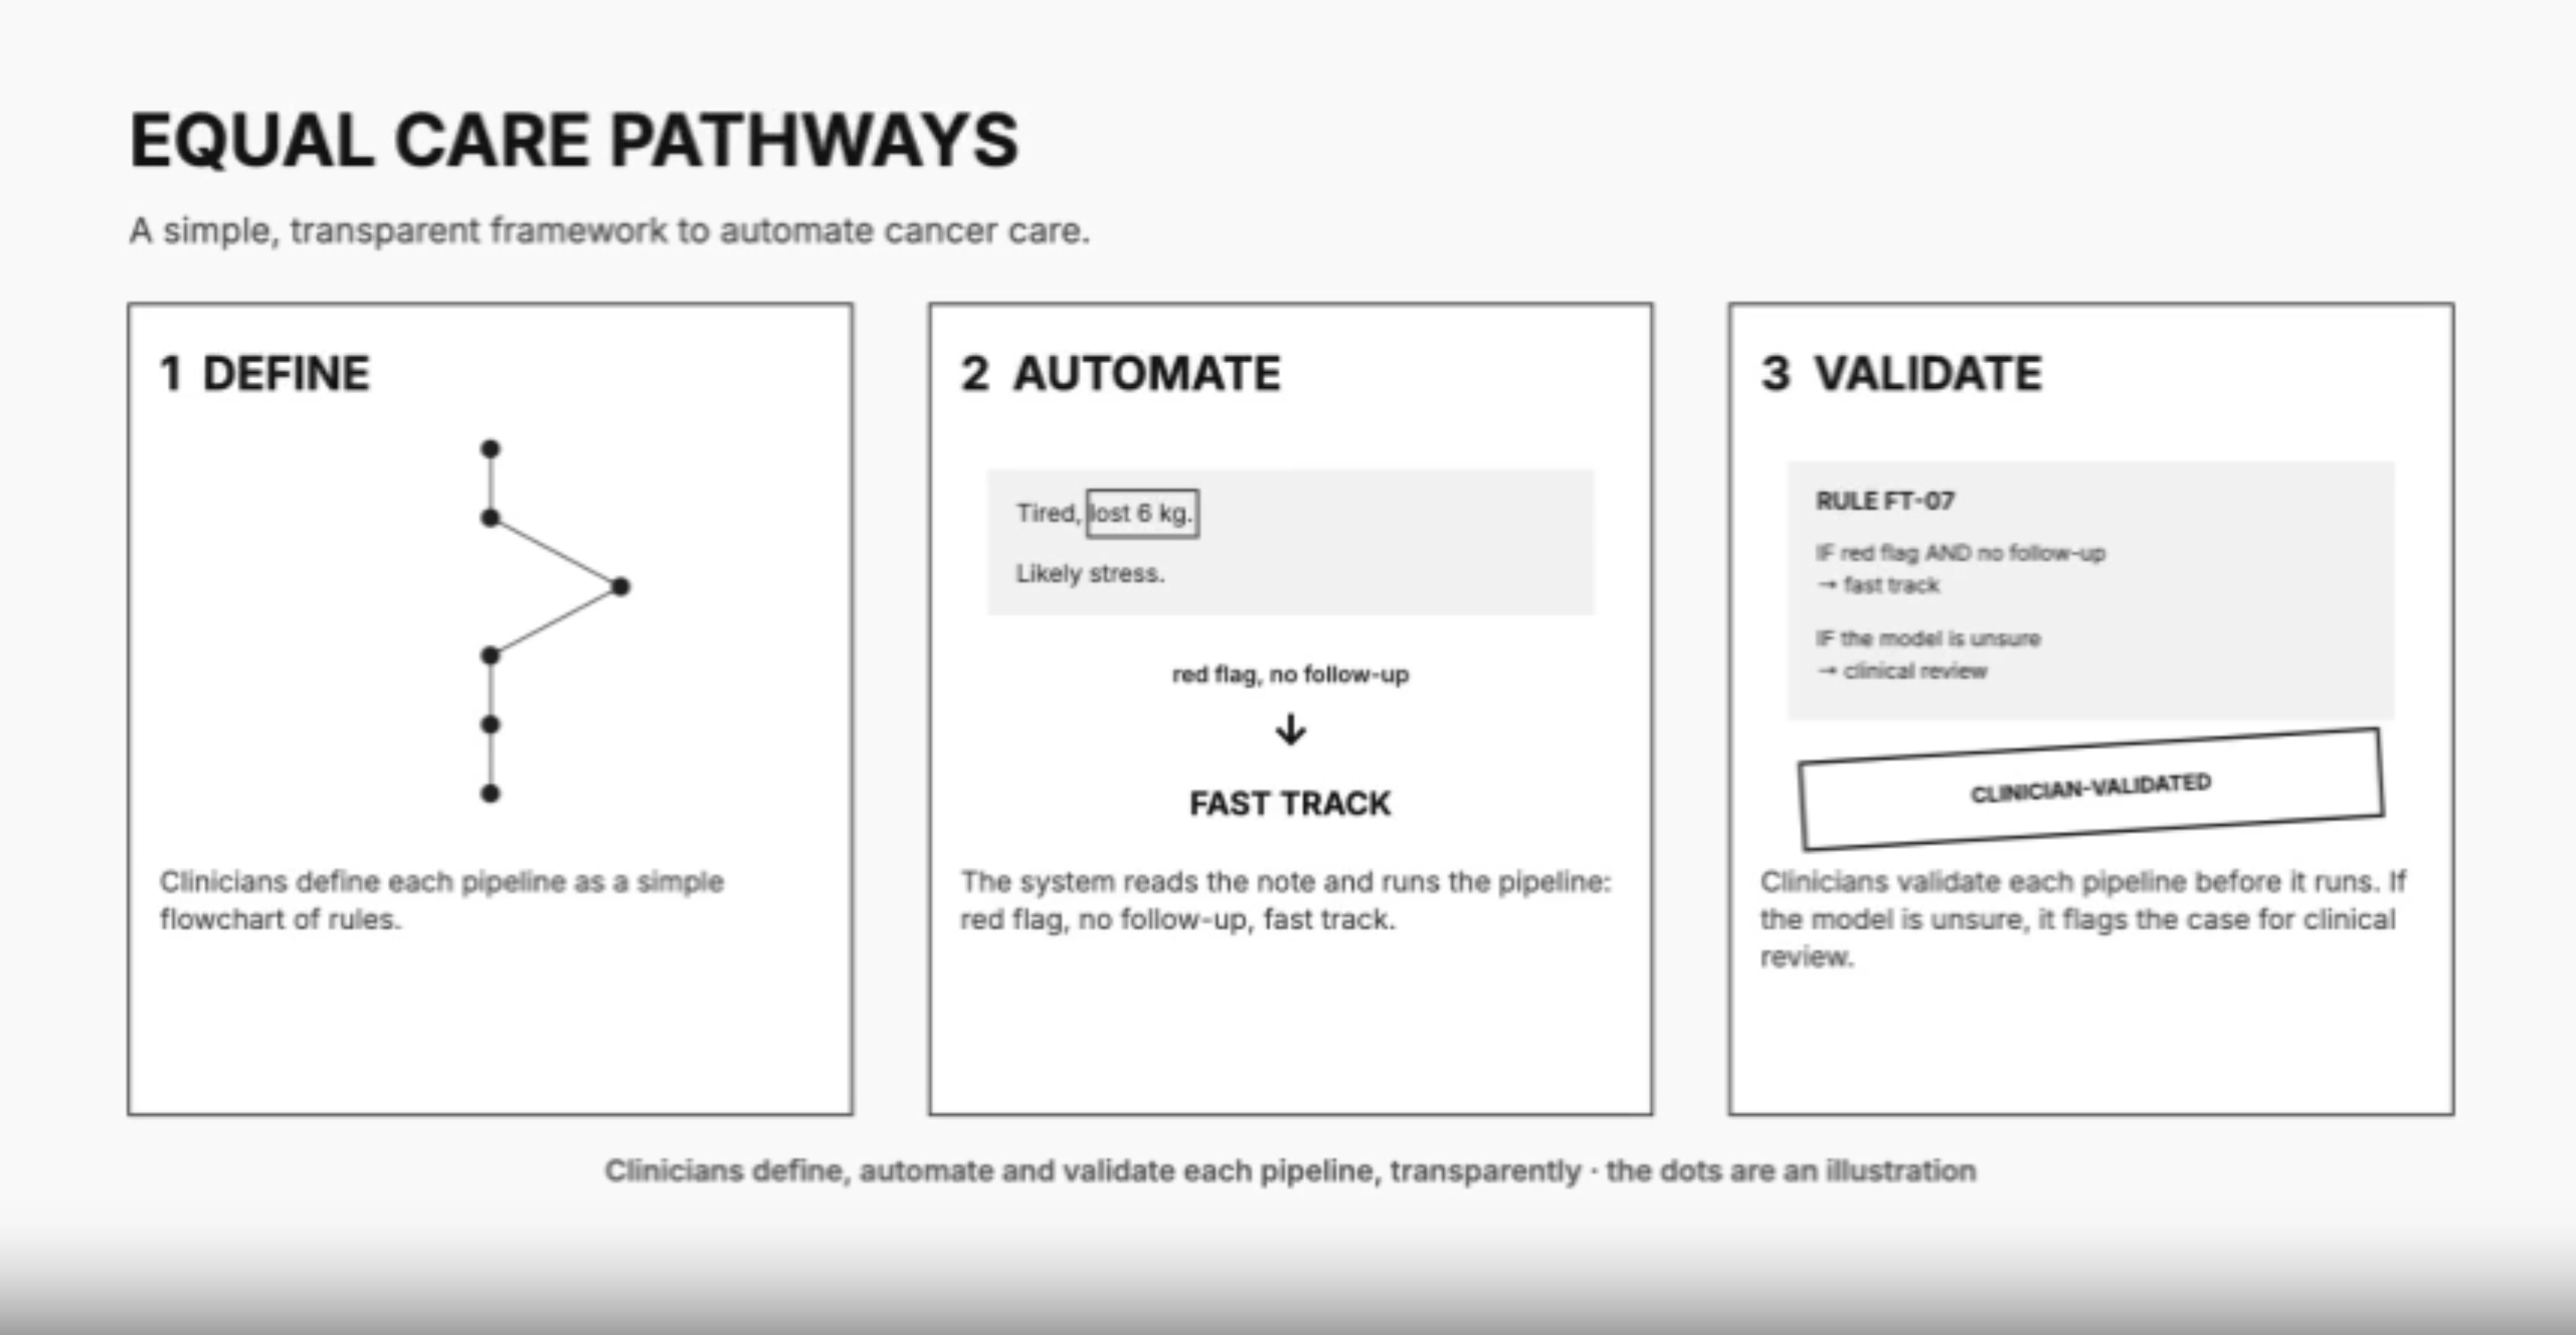 EQUAL CARE PATHWAYS
A simple, transparent framework to automate cancer care.
1 DEFINE
Clinicians define each pipeline as a simple
flowchart of rules.
2 AUTOMATE
Tired, lost 6 kg.
Likely stress.
red flag, no follow-up
↓
FAST TRACK
The system reads the note and runs the pipeline:
red flag, no follow-up, fast track.
3 VALIDATE
RULE FT-07
IF red flag AND no follow-up
→ fast track
IF the model is unsure
→ clinical review
CLINICIAN-VALIDATED
Clinicians validate each pipeline before it runs. If
the model is unsure, it flags the case for clinical
review.
Clinicians define, automate and validate each pipeline, transparently · the dots are an illustration